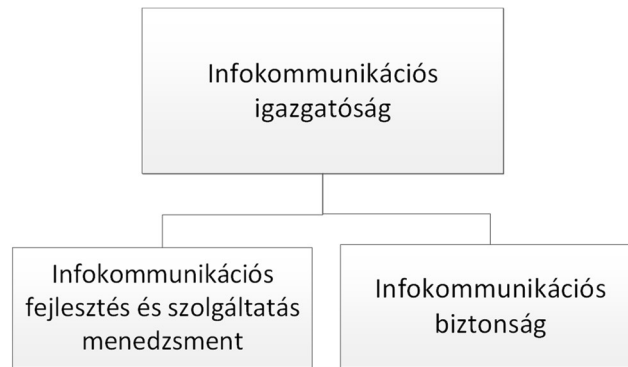 Infokommunikációs
igazgatóság
Infokommunikációs
fejlesztés és szolgáltatás
menedzsment
Infokommunikációs
biztonság